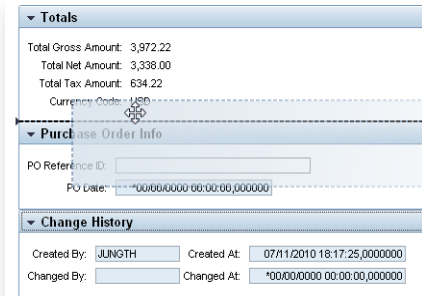 Totals
Total Gross Amount: 3,972.22
Total Net Amount: 3,338.00
Total Tax Amount: 634.22
Currency Code: USD
Purchase Order Info
PO Reference ID:
PO Date: *00/00/0000 00:00:00,000000
Change History
Created By: JUNGTH Created At: 07/11/2010 18:17:25,0000000
Changed By: Changed At: *00/00/0000 00:00:00,000000